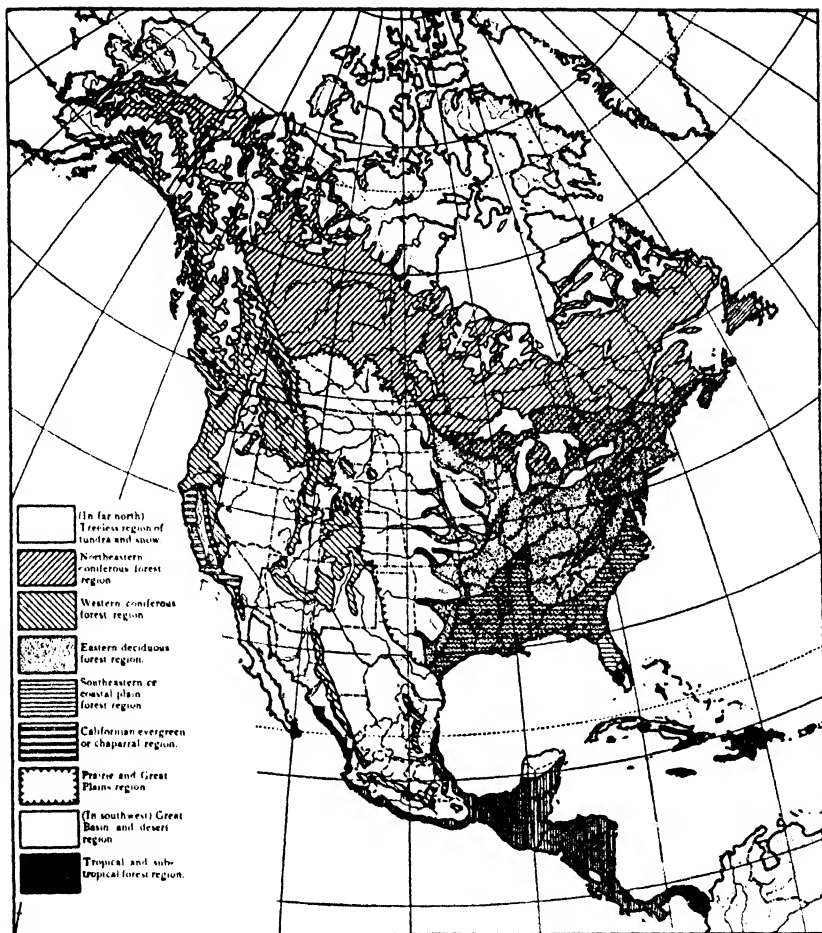 (In far north)
Treeless region of
tundra and snow.
Northeastern
coniferous forest
region
Western coniferous
forest region
Eastern deciduous
forest region.
Southeastern or
coastal plain
forest region
Californian evergreen
or chaparral region.
Prairie and Great
Plains region
(In southwest) Great
Basin and desert
region
Tropical and sub-
tropical forest region.